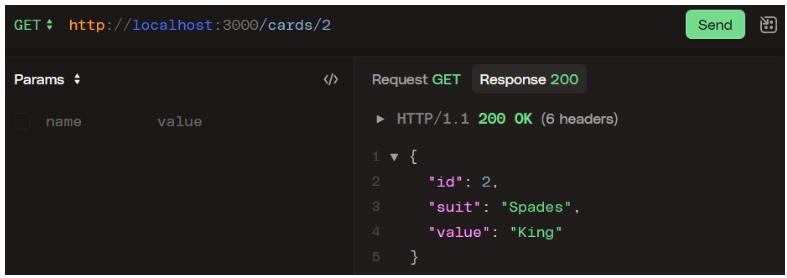 GET http://localhost:3000/cards/2 Send
Params </>
name value
Request GET Response 200
HTTP/1.1 200 OK (6 headers)
1 {
2 "id": 2,
3 "suit": "Spades",
4 "value": "King"
5 }